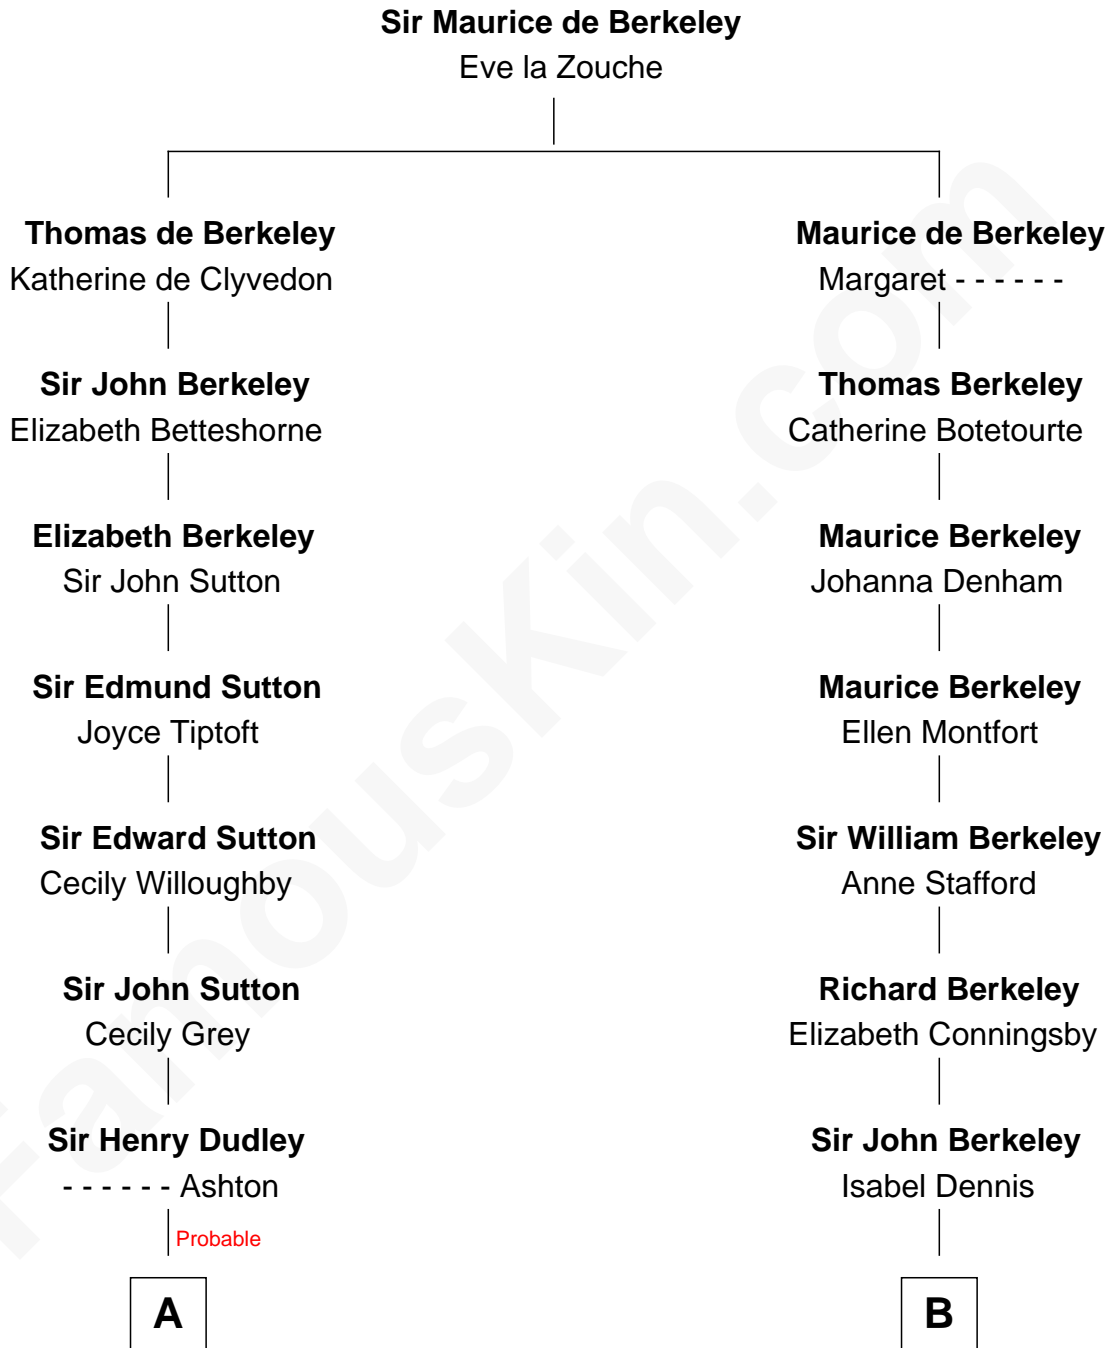 Sir Maurice de Berkeley
Eve la Zouche
Thomas de Berkeley
Katherine de Clyvedon
Maurice de Berkeley
Margaret - - - - - -
Sir John Berkeley
Elizabeth Betteshorne
Thomas Berkeley
Catherine Botetourte
Elizabeth Berkeley
Sir John Sutton
Maurice Berkeley
Johanna Denham
Sir Edmund Sutton
Joyce Tiptoft
Maurice Berkeley
Ellen Montfort
Sir Edward Sutton
Cecily Willoughby
Sir William Berkeley
Anne Stafford
Sir John Sutton
Cecily Grey
Richard Berkeley
Elizabeth Conningsby
Sir Henry Dudley
- - - - - - Ashton
Sir John Berkeley
Isabel Dennis
Probable
A
B
FamousKin.com